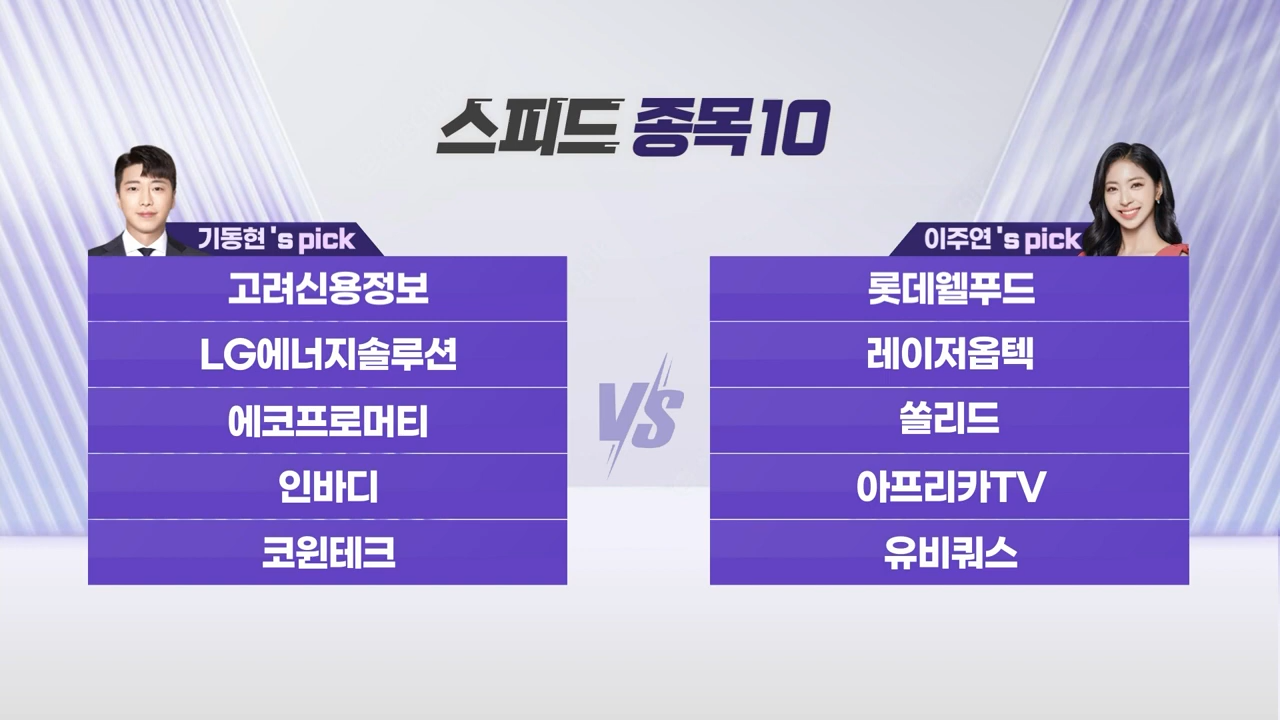 스피드 종목10
기동현's pick
고려신용정보
LG에너지솔루션
에코프로머티
인바디
코윈테크
VS
이주연's pick
롯데웰푸드
레이저옵텍
쏠리드
아프리카TV
유비쿼스